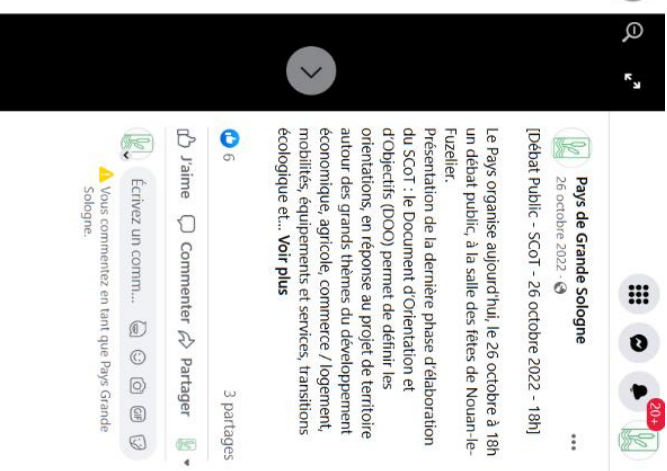 20+
Pays de Grande Sologne
26 octobre 2022 ·
[Débat Public - SCoT - 26 octobre 2022 - 18h]
Le Pays organise aujourd'hui, le 26 octobre à 18h
un débat public, à la salle des fêtes de Nouan-le-
Fuzelier.
Présentation de la dernière phase d'élaboration
du SCoT : le Document d'Orientation et
d'Objectifs (DOO) permet de définir les
orientations, en réponse au projet de territoire
autour des grands thèmes du développement
économique, agricole, commerce / logement,
mobilités, équipements et services, transitions
écologique et... Voir plus
6 3 partages
J'aime Commenter Partager
Écrivez un comm... GIF
Vous commentez en tant que Pays Grande
Sologne.